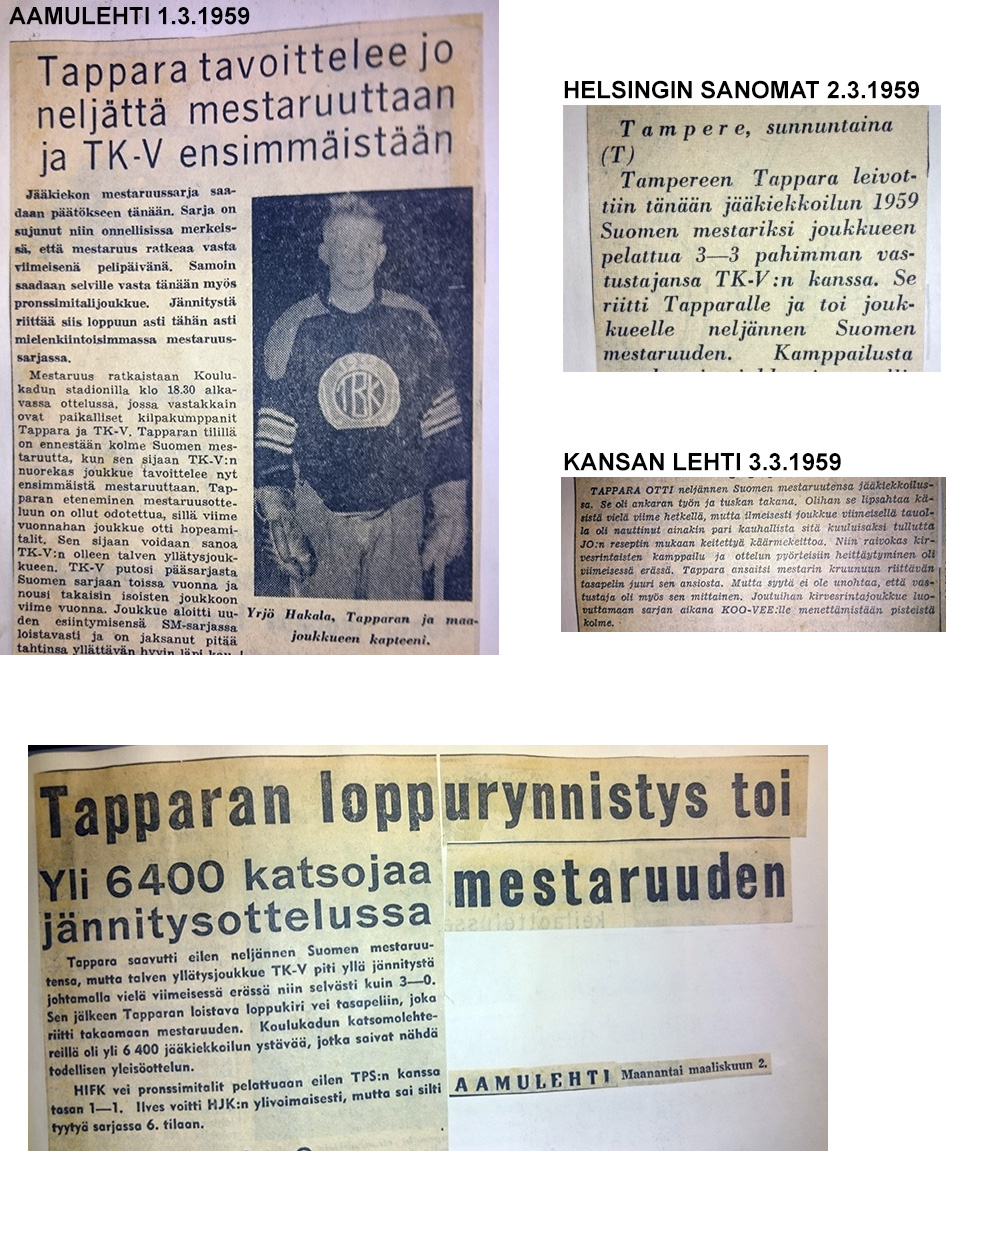 AAMULEHTI 1.3.1959
Tappara tavoittelee jo
neljättä mestaruuttaan
ja TK-V ensimmäistään
Jääkiekon mestaruussarja saa-
daan päätökseen tänään. Sarja on
sujunut niin onnellisissa merkeis-
sä, että mestaruus ratkeaa vasta
viimeisenä pelipäivänä. Samoin
saadaan selville vasta tänään myös
pronssimitalijoukkue. Jännitystä
riittää siis loppuun asti tähän asti
mielenkiintoisimmassa mestaruus-
sarjassa.
Mestaruus ratkaistaan Koulu-
kadun stadionilla klo 18.30 alka-
vassa ottelussa, jossa vastakkain
ovat paikalliset kilpakumppanit
Tappara ja TK-V. Tapparan tilillä
on ennestään kolme Suomen mes-
taruutta, kun sen sijaan TK-V:n
nuorekas joukkue tavoittelee nyt
ensimmäistä mestaruuttaan. Tap-
paran eteneminen mestaruusotte-
luun on ollut odotettua, sillä viime
vuonnahan joukkue otti hopeami-
talit. Sen sijaan voidaan sanoa
TK-V:n olleen talven yllätysjouk-
kueen. TK-V putosi pääsarjasta
Suomen sarjaan toissa vuonna ja
nousi takaisin isoisten joukkoon
viime vuonna. Joukkue aloitti uu-
den esiintymisensä SM-sarjassa
loistavasti ja on jaksanut pitää
tahtinsa yllättävän hyvin läpi
TBK
Yrjö Hakala, Tapparan ja maa-
joukkueen kapteeni.
HELSINGIN SANOMAT 2.3.1959
Tampere, sunnuntaina
(T)
Tampereen Tappara leivot-
tiin tänään jääkiekkoilun 1959
Suomen mestariksi joukkueen
pelattua 3—3 pahimman vas-
tustajansa TK-V:n kanssa. Se
riitti Tapparalle ja toi jouk-
kueelle neljännen Suomen
mestaruuden. Kamppailusta
KANSAN LEHTI 3.3.1959
TAPPARA OTTI neljännen Suomen mestaruutensa jääkiekkoilus-
sa. Se oli ankaran työn ja tuskan takana. Olihan se lipsahtaa kä-
sistä vielä viime hetkellä, mutta ilmeisesti joukkue viimeisellä tauol-
la oli nauttinut ainakin pari kauhallista sitä kuuluisaksi tullutta
JO:n reseptin mukaan keitettyä käärmekeittoa. Niin raivokas kir-
vesrintaisten kamppailu ja ottelun pyörteisiin heittäytyminen oli
viimeisessä erässä. Tappara ansaitsi mestarin kruunuun riittävän
tasapelin juuri sen ansiosta. Mutta syytä ei ole unohtaa, että vas-
tustaja oli myös sen mittainen. Joutuihan kirvesrintajoukkue luo-
vuttamaan sarjan aikana KOO-VEE:lle menettämistään pisteistä
kolme.
Tapparan loppurynnistys toi
mestaruuden
Yli 6400 katsojaa
jännitysottelussa
Tappara saavutti eilen neljännen Suomen mestaruu-
tensa, mutta talven yllätysjoukkue TK-V piti yllä jännitystä
johtamalla vielä viimeisessä erässä niin selvästi kuin 3—0.
Sen jälkeen Tapparan loistava loppukiri vei tasapeliin, joka
riitti takaamaan mestaruuden. Koulukadun katsomolehte-
reillä oli yli 6 400 jääkiekkoilun ystävää, jotka saivat nähdä
todellisen yleisöottelun.
HIFK vei pronssimitalit pelattuaan eilen TPS:n kanssa
tasan 1—1. Ilves voitti HJK:n ylivoimaisesti, mutta sai silti
tyytyä sarjassa 6. tilaan.
AAMULEHTI Maanantai maaliskuun 2.